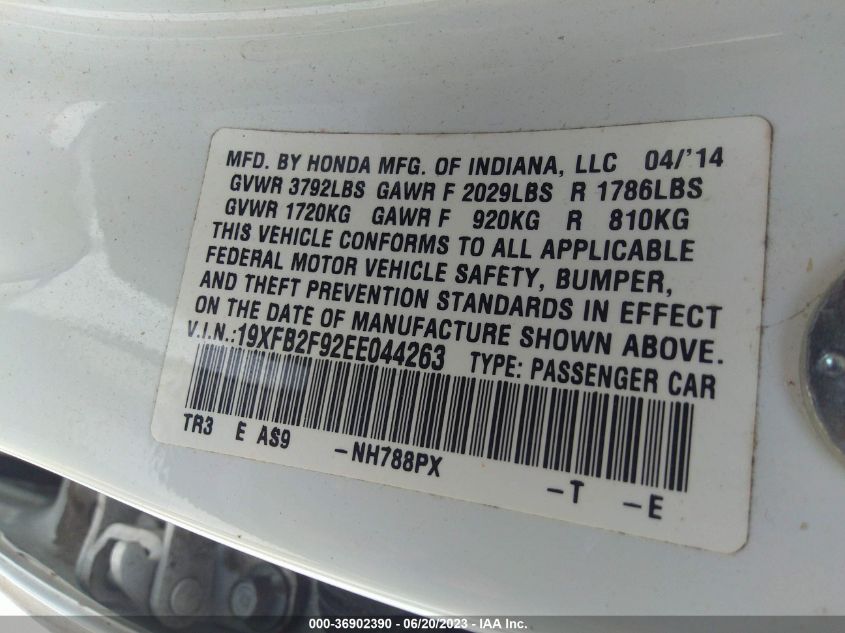 MFD. BY HONDA MFG. OF INDIANA, LLC 04/'14
GVWR 3792LBS GAWR F 2029LBS R 1786LBS
GVWR 1720KG GAWR F 920KG R 810KG
THIS VEHICLE CONFORMS TO ALL APPLICABLE
FEDERAL MOTOR VEHICLE SAFETY, BUMPER,
AND THEFT PREVENTION STANDARDS IN EFFECT
ON THE DATE OF MANUFACTURE SHOWN ABOVE.
V.I.N.:19XFB2F92EE044263 TYPE: PASSENGER CAR
TR3 E AS9 -NH788PX -T -E
000-36902390 - 06/20/2023 - IAA Inc.